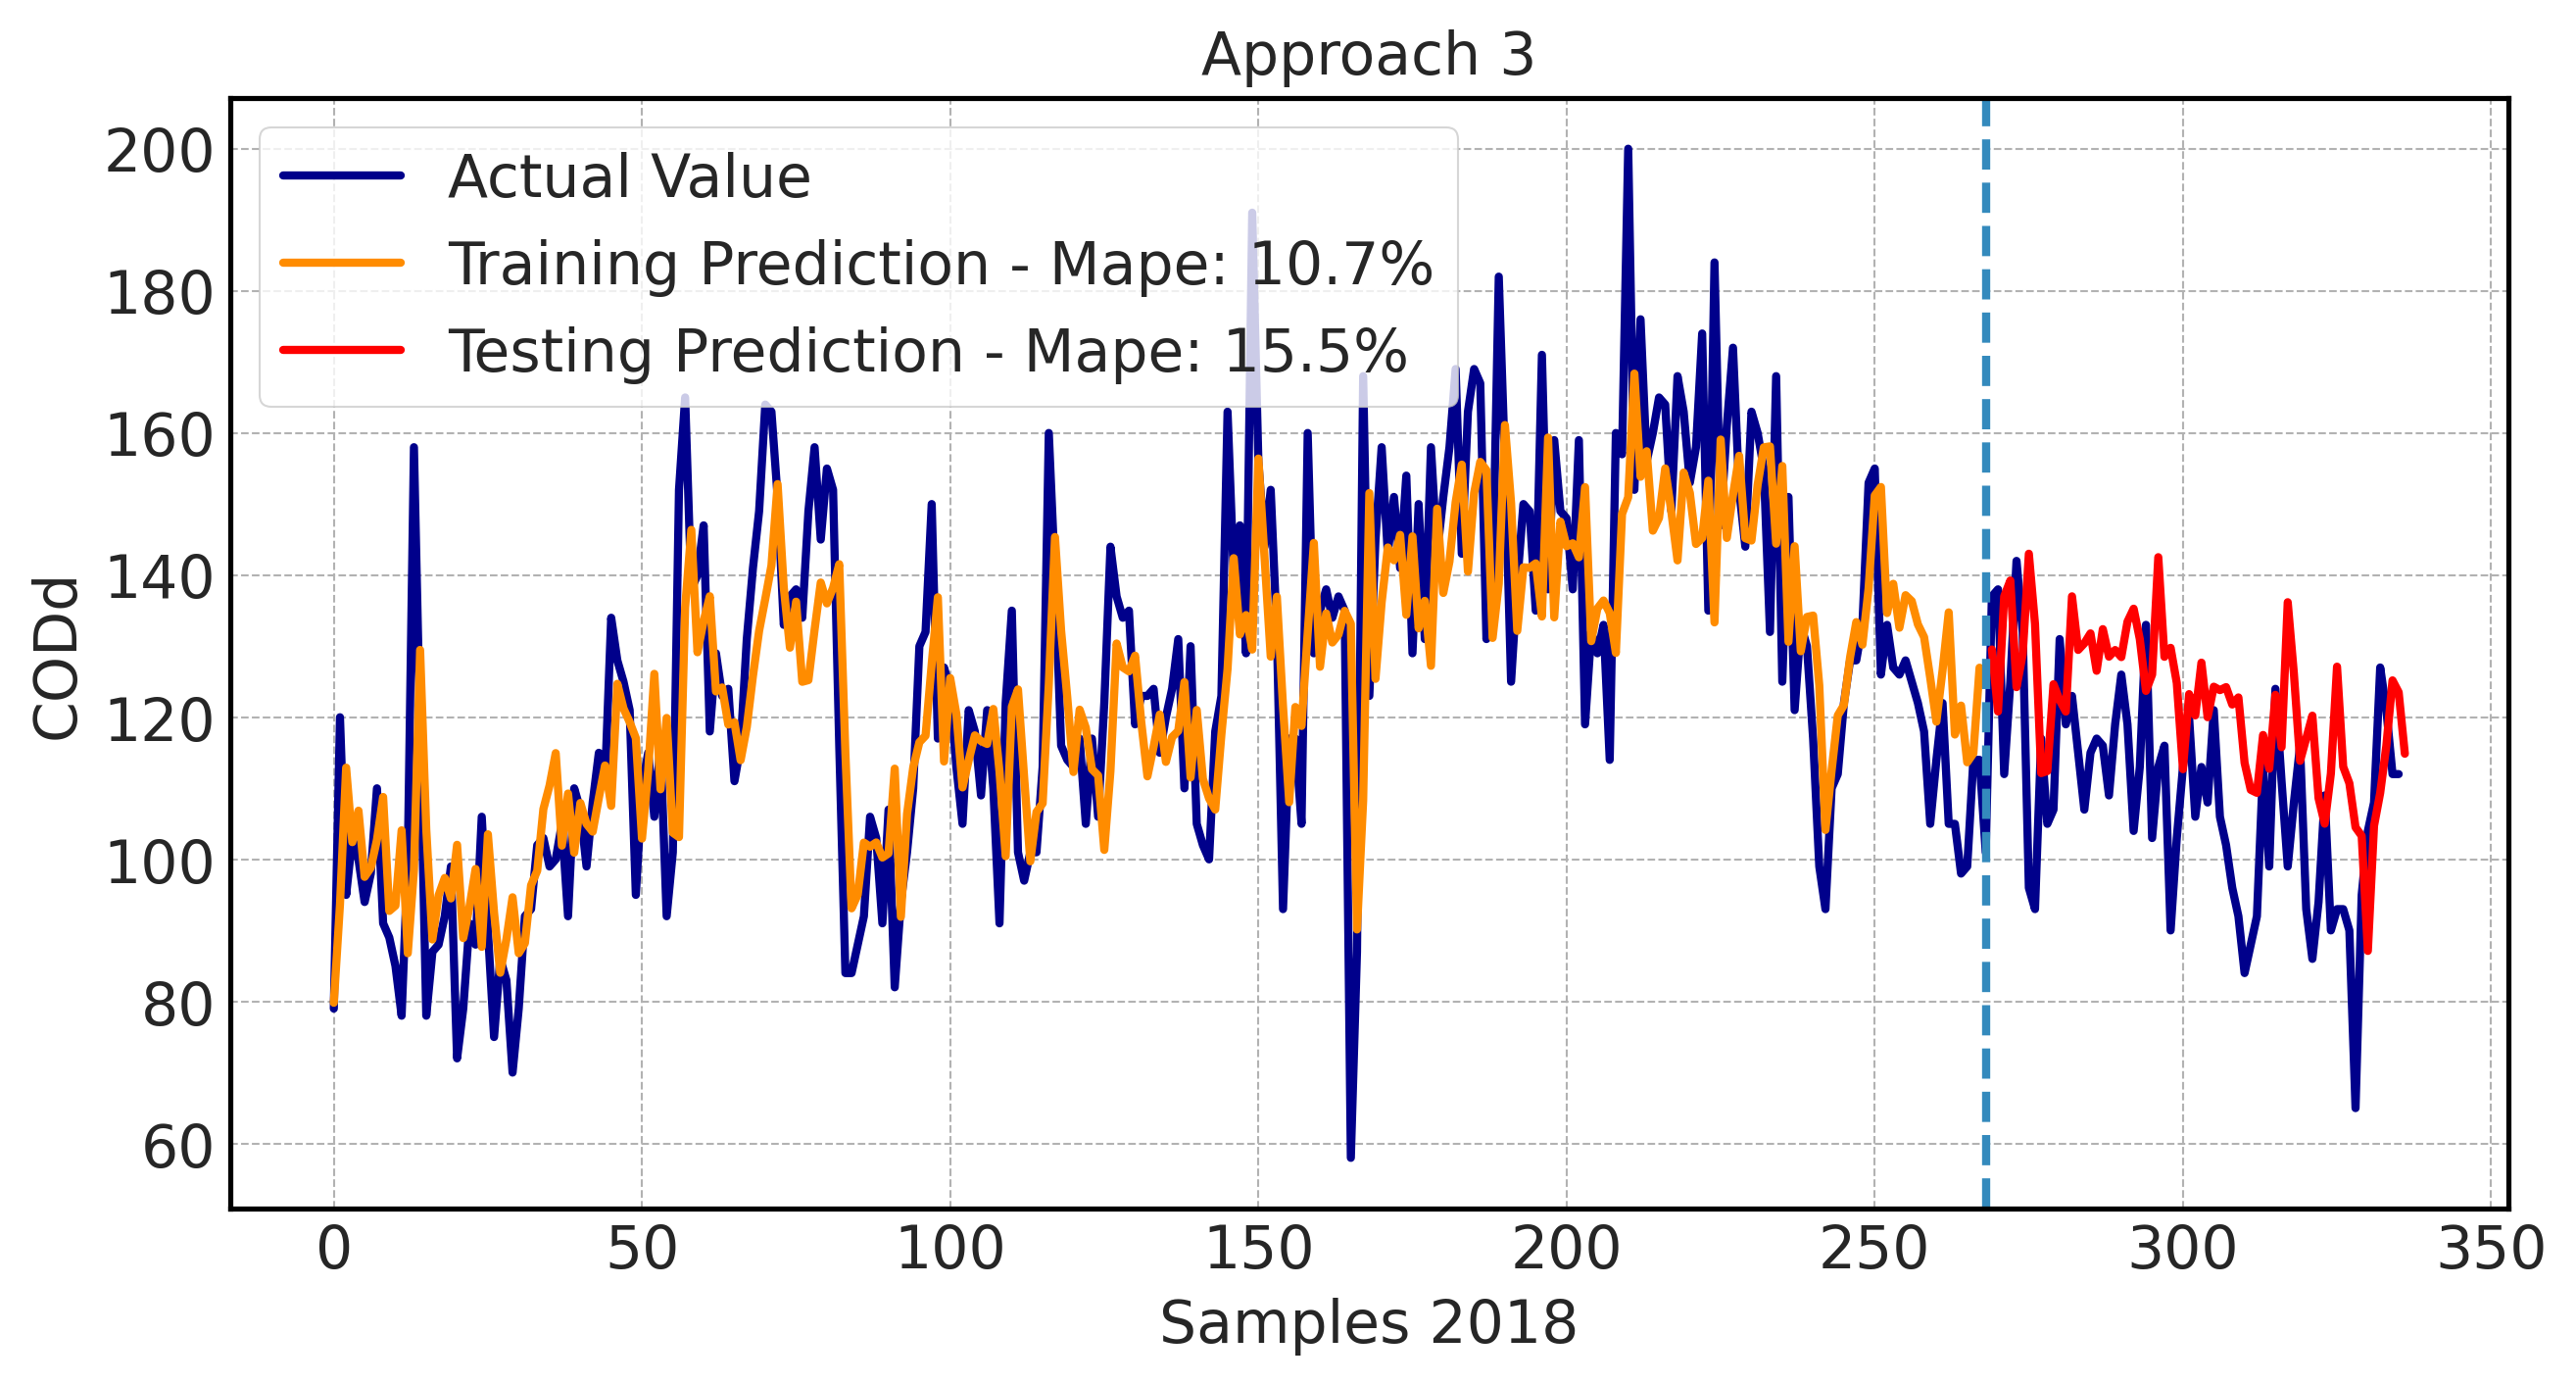 Approach 3
Actual Value
Training Prediction - Mape: 10.7%
Testing Prediction - Mape: 15.5%
CODd
200
180
160
140
120
100
80
60
0 50 100 150 200 250 300 350
Samples 2018